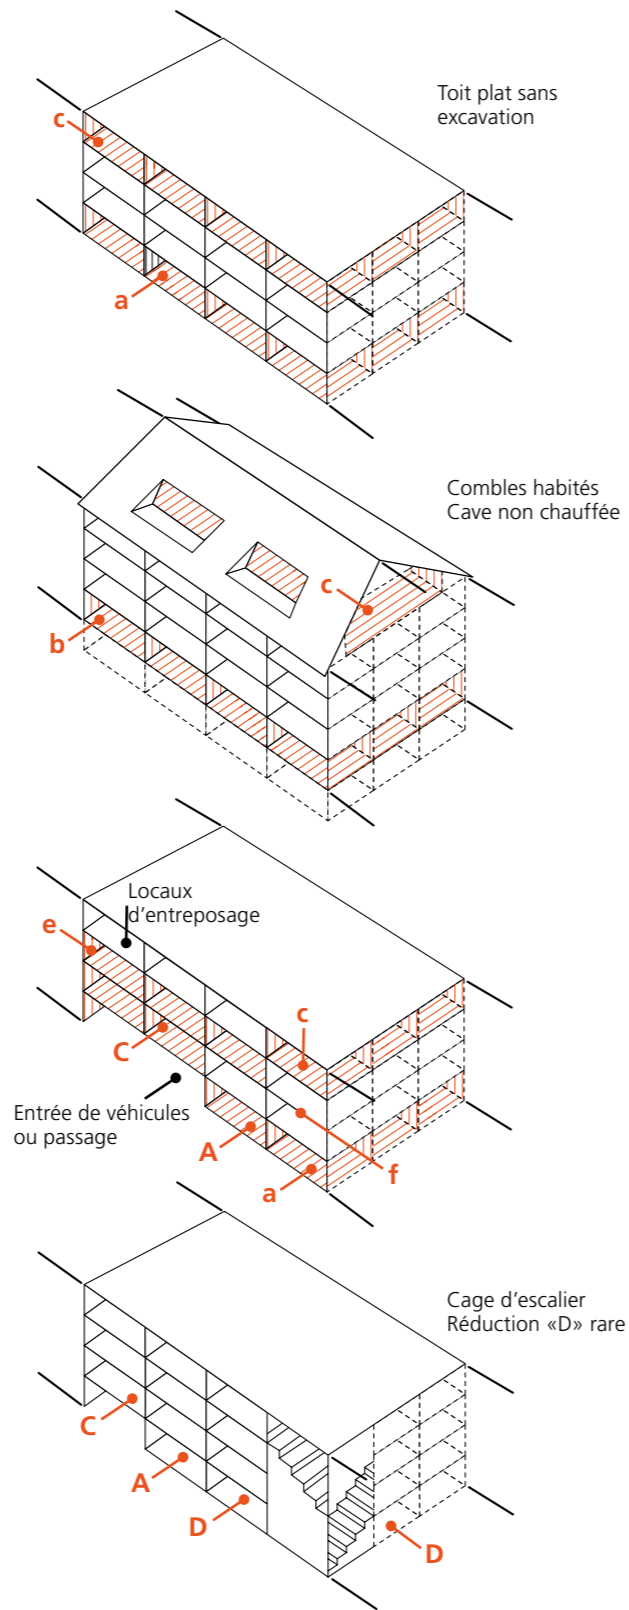 Toit plat sans
excavation
c
a
Combles habités
Cave non chauffée
c
b
Locaux
d'entreposage
e
c
C
Entrée de véhicules
ou passage
A
f
a
Cage d'escalier
Réduction «D» rare
C
A
D
D